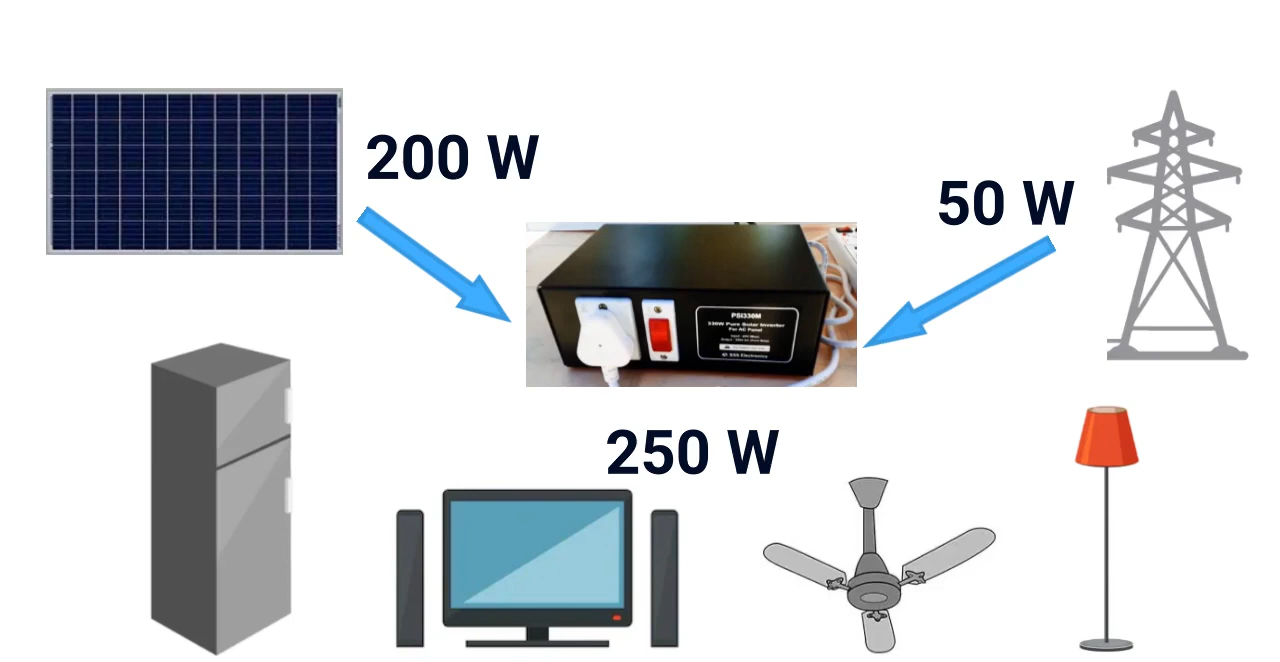 200 W
50 W
PSI330M
330W Pure Solar Inverter
For AC Panel
SSS Electronics
250 W